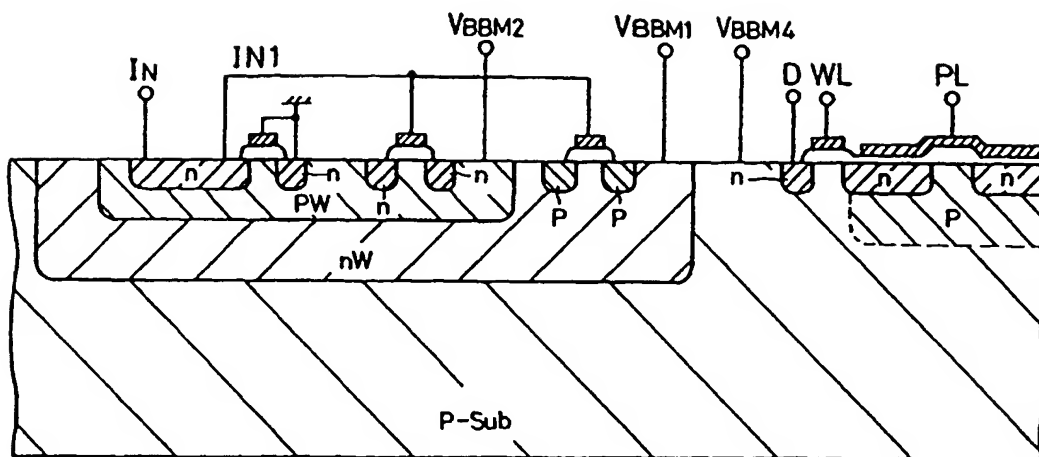 VBBM2 VBBM1 VBBM4
IN IN1 D WL PL
n n n n P P n n n
PW P
nW
P-Sub